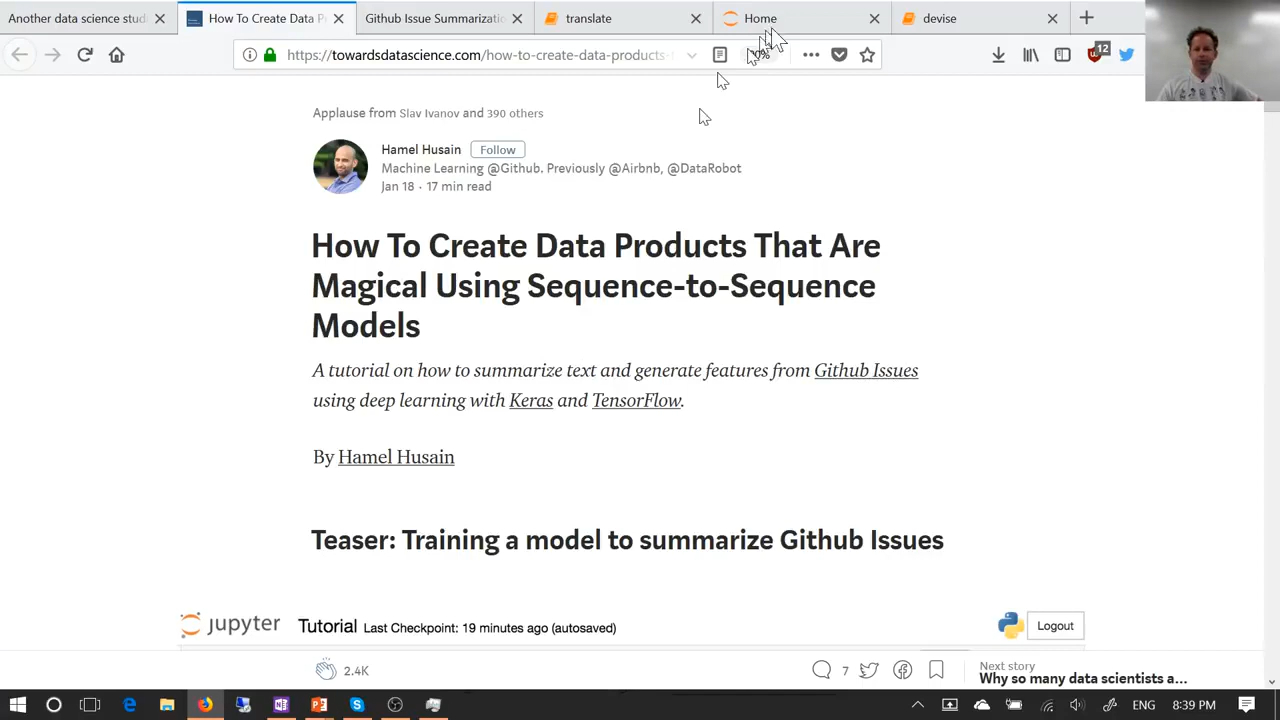 Another data science stud
How To Create Data P
Github Issue Summarizatio
translate
Home
devise
https://towardsdatascience.com/how-to-create-data-products-
12
Applause from Slav Ivanov and 390 others
Hamel Husain Follow
Machine Learning @Github. Previously @Airbnb, @DataRobot
Jan 18 · 17 min read
How To Create Data Products That Are
Magical Using Sequence-to-Sequence
Models
A tutorial on how to summarize text and generate features from Github Issues
using deep learning with Keras and TensorFlow.
By Hamel Husain
Teaser: Training a model to summarize Github Issues
jupyter Tutorial Last Checkpoint: 19 minutes ago (autosaved)
Logout
2.4K
7
Next story
Why so many data scientists a...
ENG 8:39 PM